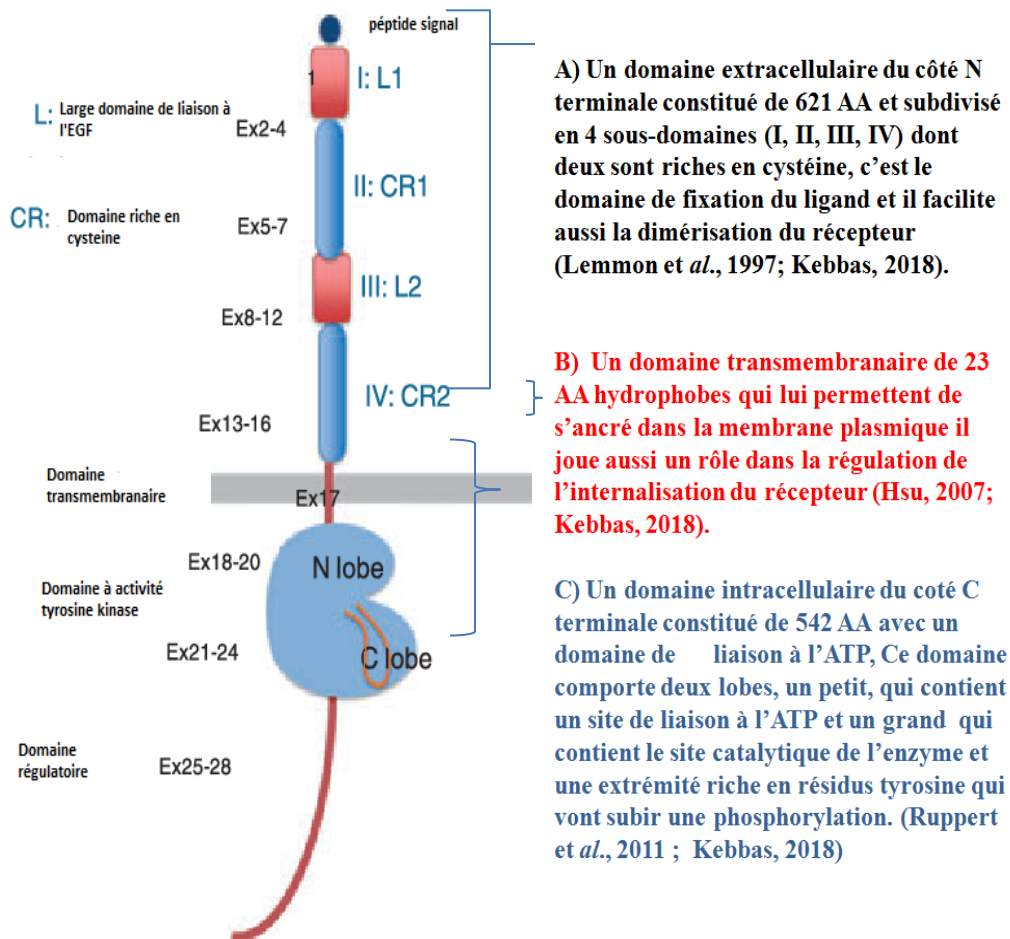 péptide signal
1
I: L1
L: Large domaine de liaison à
l'EGF
Ex2-4
II: CR1
CR: Domaine riche en
cysteine
Ex5-7
III: L2
Ex8-12
IV: CR2
Ex13-16
Domaine
transmembranaire
Ex17
Ex18-20
N lobe
Domaine à activité
tyrosine kinase
Ex21-24
C lobe
Domaine
régulatoire
Ex25-28
A) Un domaine extracellulaire du côté N
terminale constitué de 621 AA et subdivisé
en 4 sous-domaines (I, II, III, IV) dont
deux sont riches en cystéine, c’est le
domaine de fixation du ligand et il facilite
aussi la dimérisation du récepteur
(Lemmon et al., 1997; Kebbas, 2018).
B) Un domaine transmembranaire de 23
AA hydrophobes qui lui permettent de
s’ancré dans la membrane plasmique il
joue aussi un rôle dans la régulation de
l’internalisation du récepteur (Hsu, 2007;
Kebbas, 2018).
C) Un domaine intracellulaire du coté C
terminale constitué de 542 AA avec un
domaine de liaison à l’ATP, Ce domaine
comporte deux lobes, un petit, qui contient
un site de liaison à l’ATP et un grand qui
contient le site catalytique de l’enzyme et
une extrémité riche en résidus tyrosine qui
vont subir une phosphorylation. (Ruppert
et al., 2011 ; Kebbas, 2018)